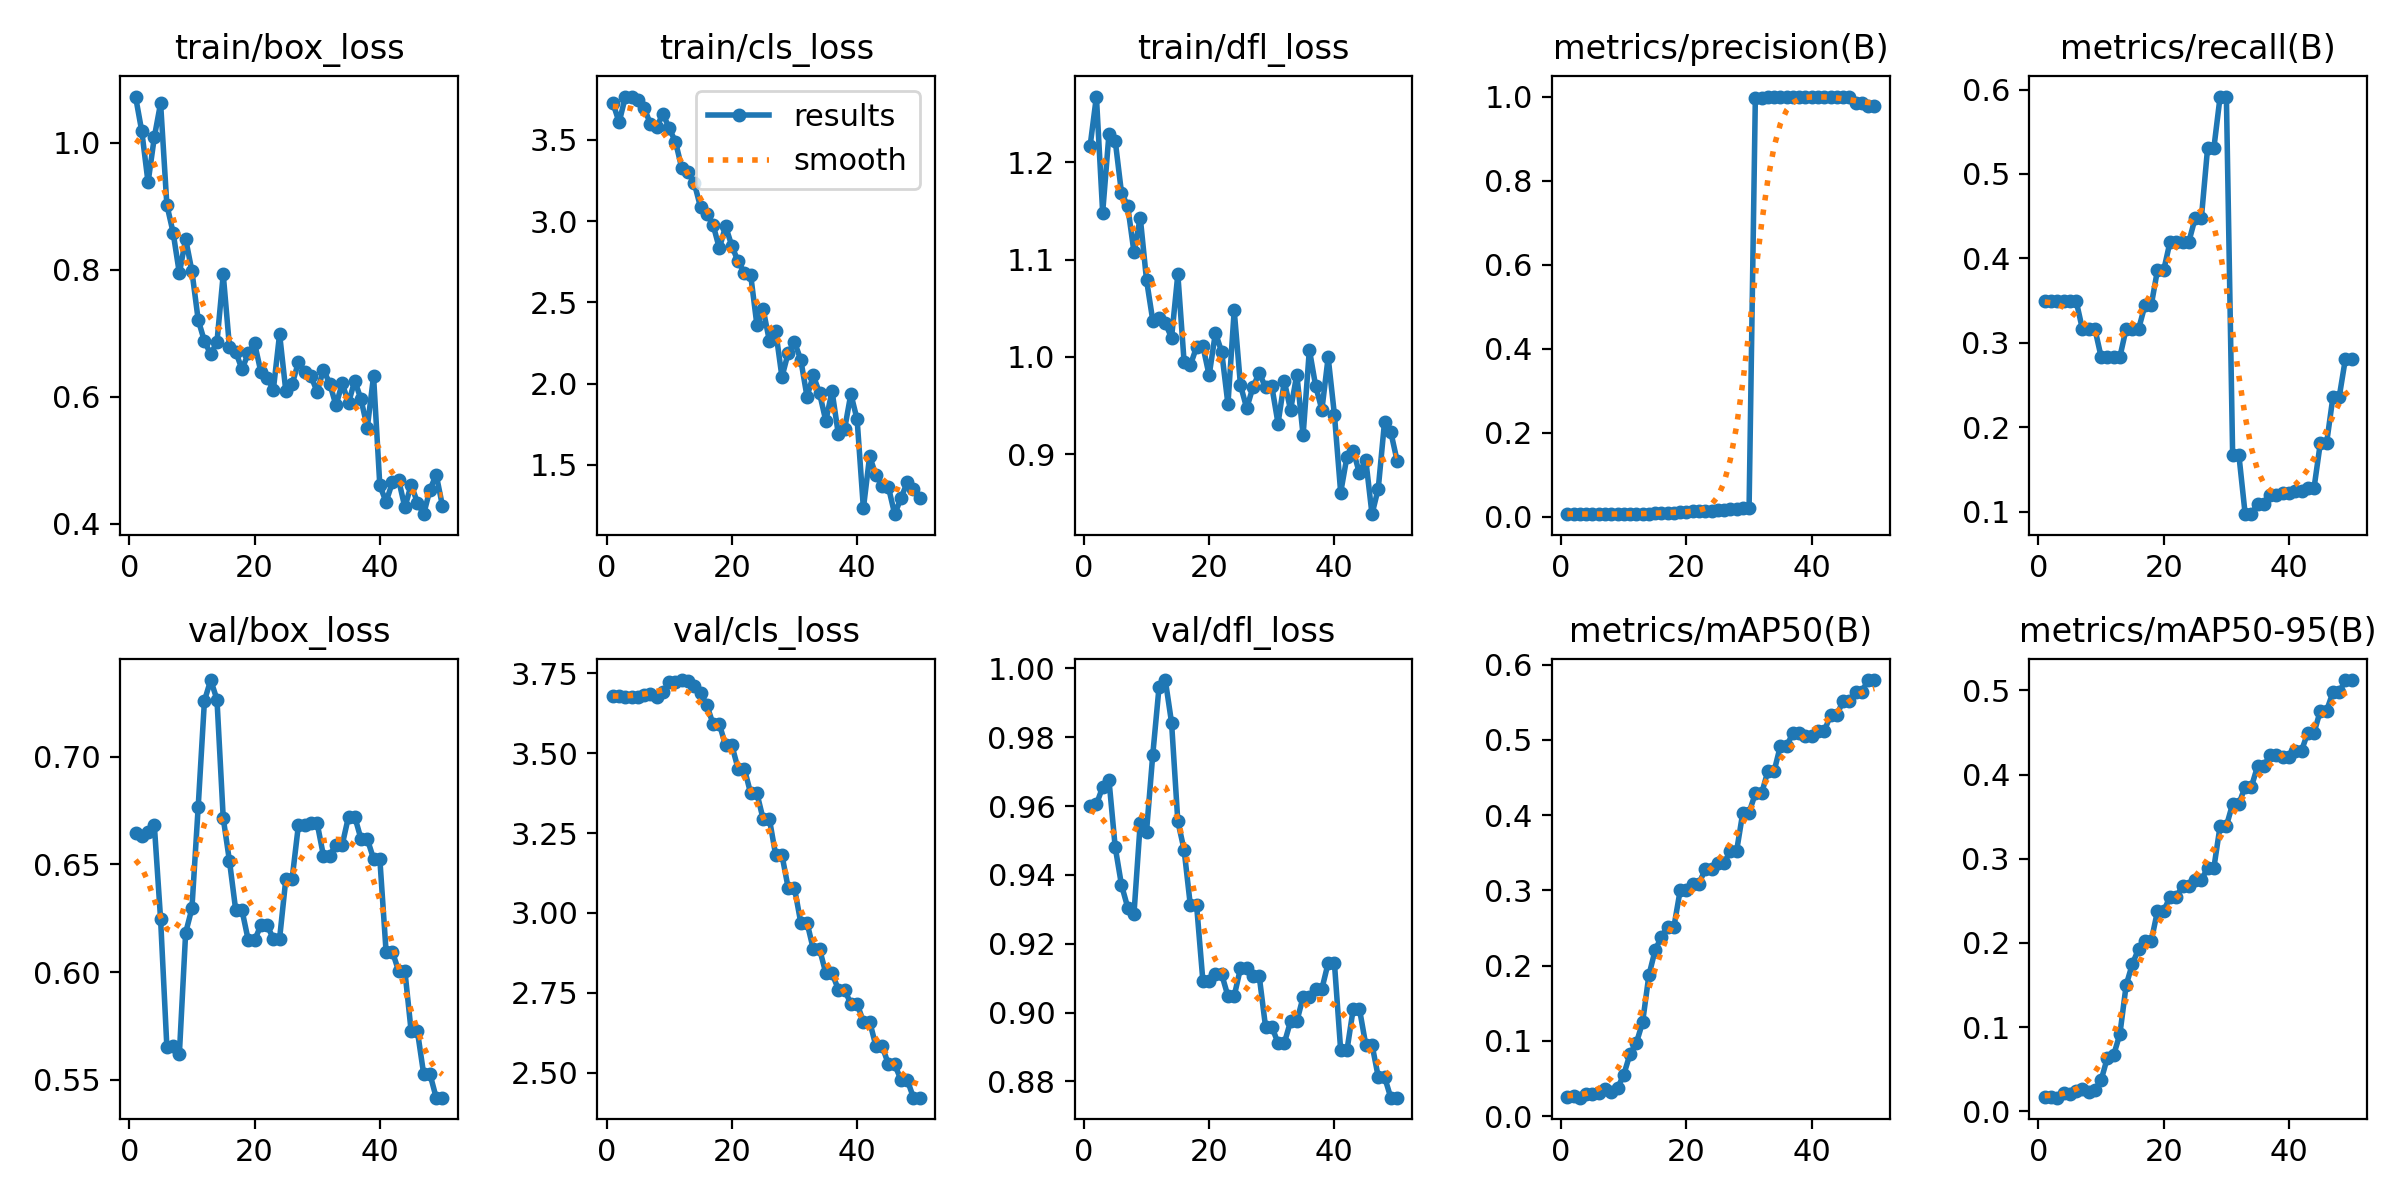 train/box_loss
train/cls_loss
train/dfl_loss
metrics/precision(B)
metrics/recall(B)
1.0
0.8
0.6
0.4
0 20 40
results
smooth
3.5
3.0
2.5
2.0
1.5
0 20 40
1.2
1.1
1.0
0.9
0 20 40
1.0
0.8
0.6
0.4
0.2
0.0
0 20 40
0.6
0.5
0.4
0.3
0.2
0.1
0 20 40
val/box_loss
val/cls_loss
val/dfl_loss
metrics/mAP50(B)
metrics/mAP50-95(B)
0.70
0.65
0.60
0.55
0 20 40
3.75
3.50
3.25
3.00
2.75
2.50
0 20 40
1.00
0.98
0.96
0.94
0.92
0.90
0.88
0 20 40
0.6
0.5
0.4
0.3
0.2
0.1
0.0
0 20 40
0.5
0.4
0.3
0.2
0.1
0.0
0 20 40